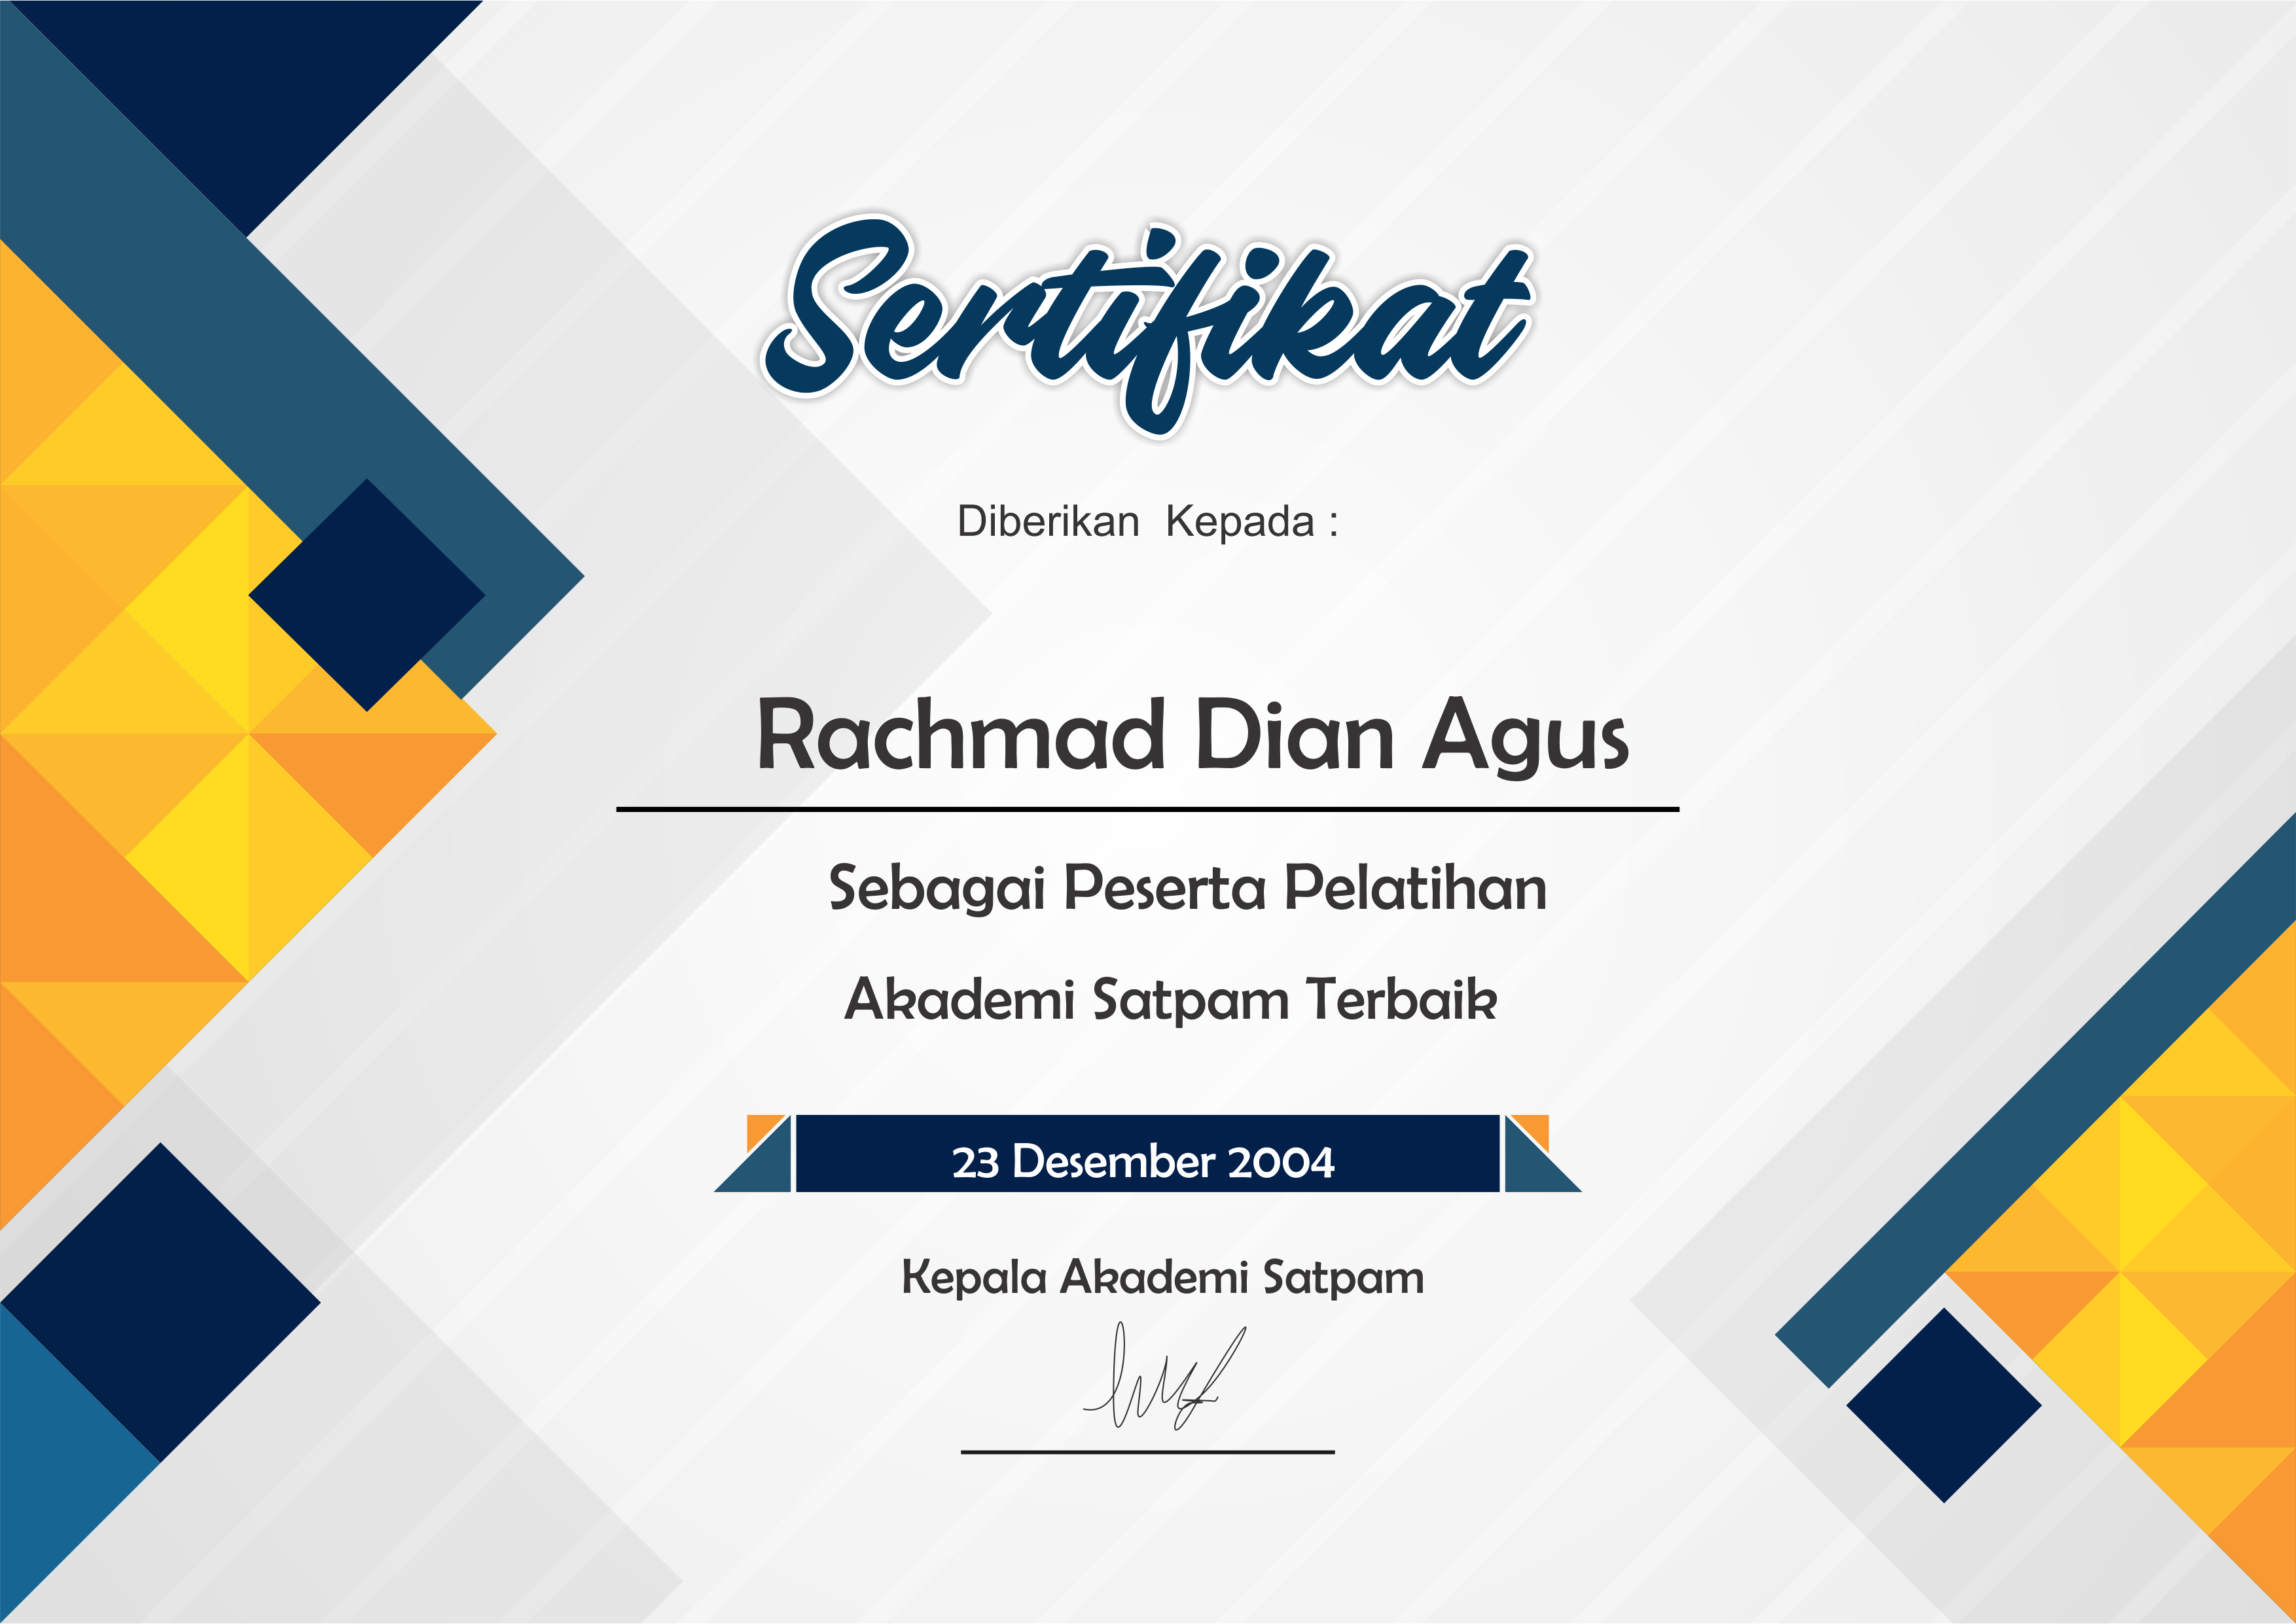 Sertifikat
Diberikan Kepada :
Rachmad Dian Agus
Sebagai Peserta Pelatihan
Akademi Satpam Terbaik
23 Desember 2004
Kepala Akademi Satpam